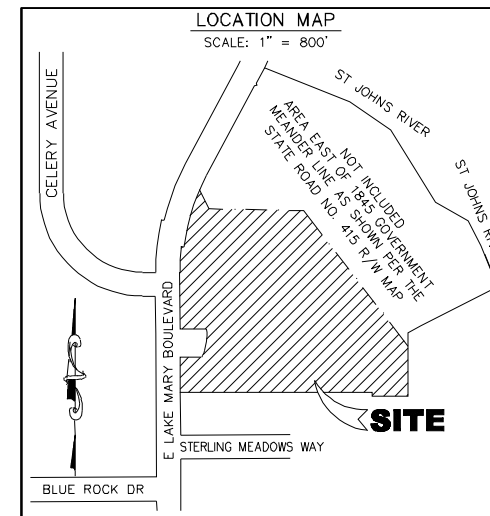 LOCATION MAP
SCALE: 1" = 800'
CELERY AVENUE
ST JOHNS RIVER
ST JOHNS RI
NOT INCLUDED
AREA EAST OF 1845 GOVERNMENT
MEANDER LINE AS SHOWN PER THE
STATE ROAD NO. 415 R/W MAP
E LAKE MARY BOULEVARD
SITE
STERLING MEADOWS WAY
BLUE ROCK DR